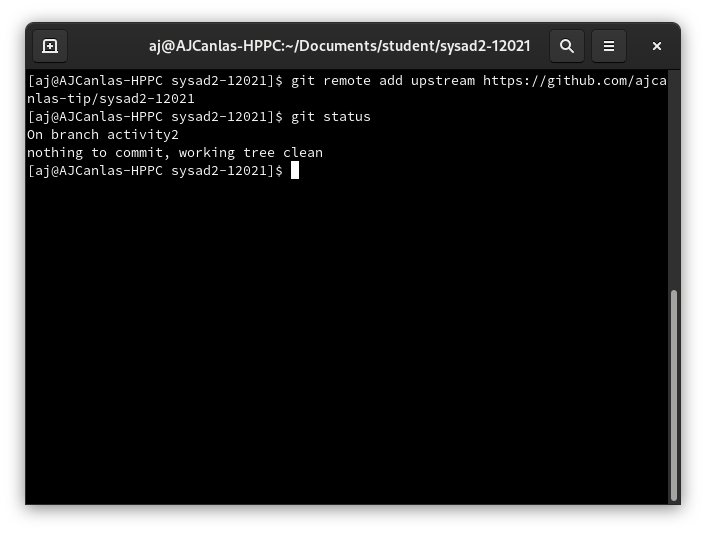 aj@AJCanlas-HPPC:~/Documents/student/sysad2-12021
[aj@AJCanlas-HPPC sysad2-12021]$ git remote add upstream https://github.com/ajca
nlas-tip/sysad2-12021
[aj@AJCanlas-HPPC sysad2-12021]$ git status
On branch activity2
nothing to commit, working tree clean
[aj@AJCanlas-HPPC sysad2-12021]$